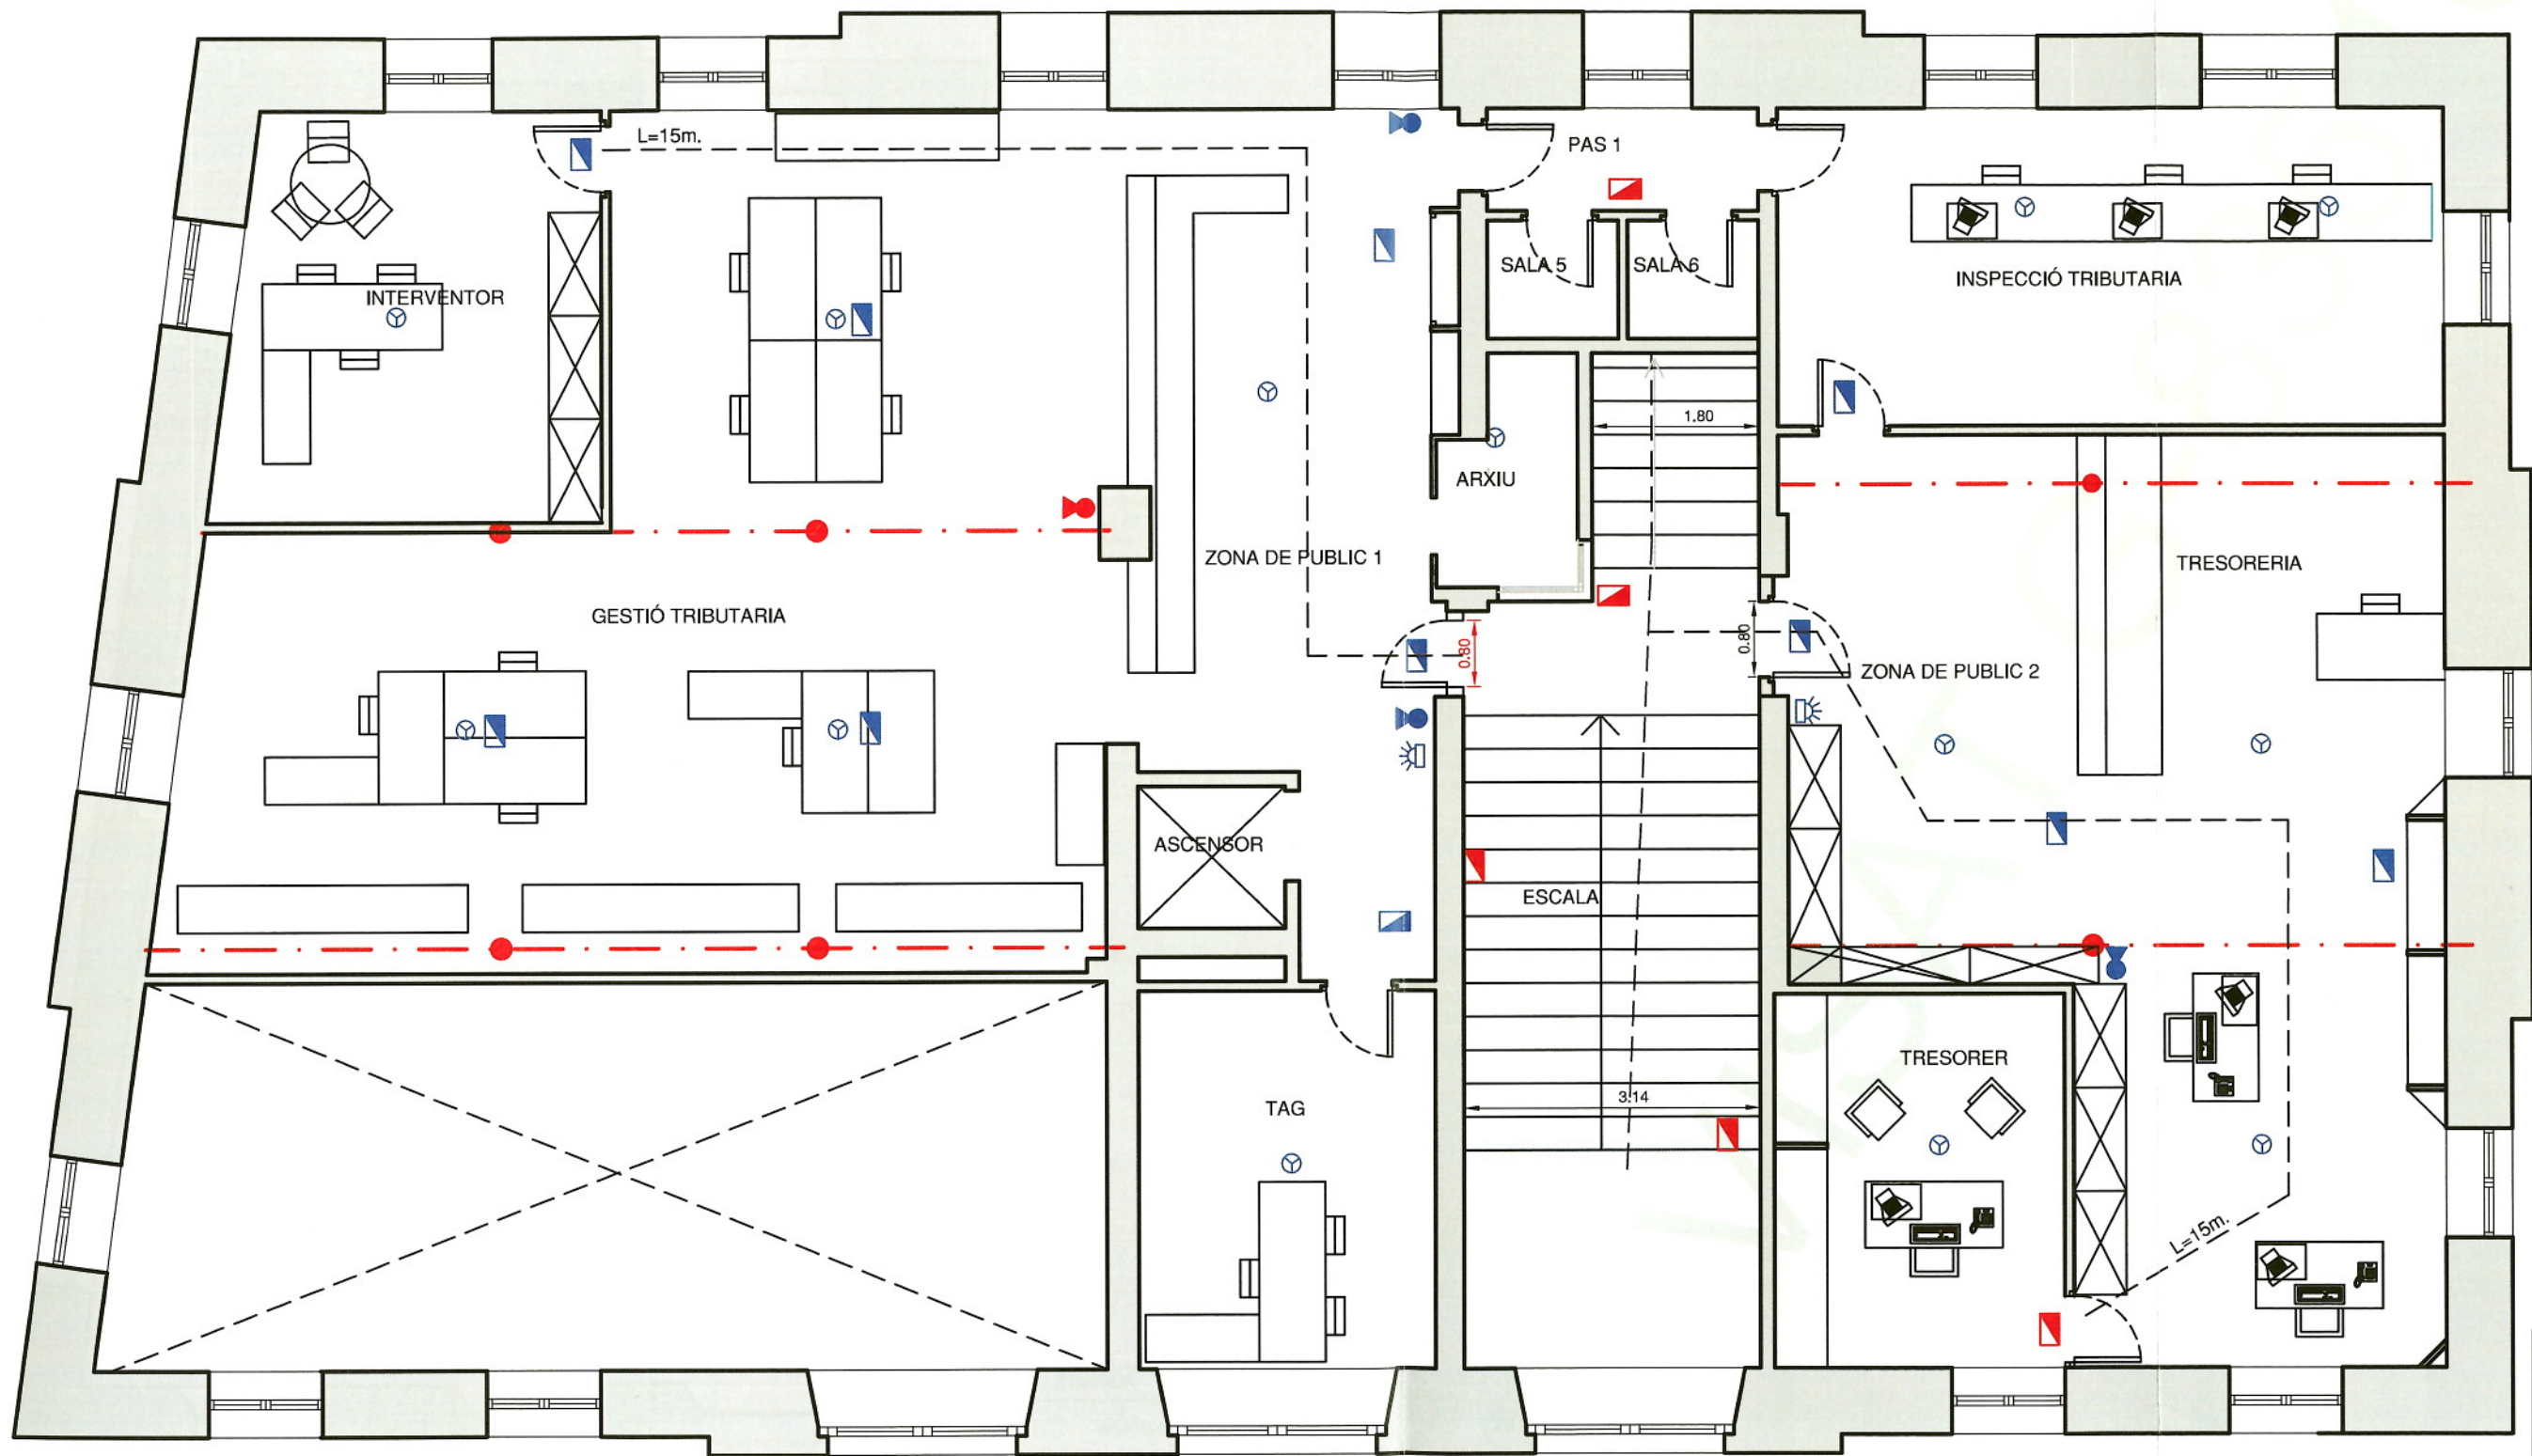 L=15m.
PAS 1
SALA 5
SALA 6
INSPECCIÓ TRIBUTARIA
INTERVENTOR
1.80
ARXIU
ZONA DE PUBLIC 1
TRESORERIA
GESTIÓ TRIBUTARIA
0.80
0.80
ZONA DE PUBLIC 2
ASCENSOR
ESCALA
TRESORER
3.14
TAG
L=15m.